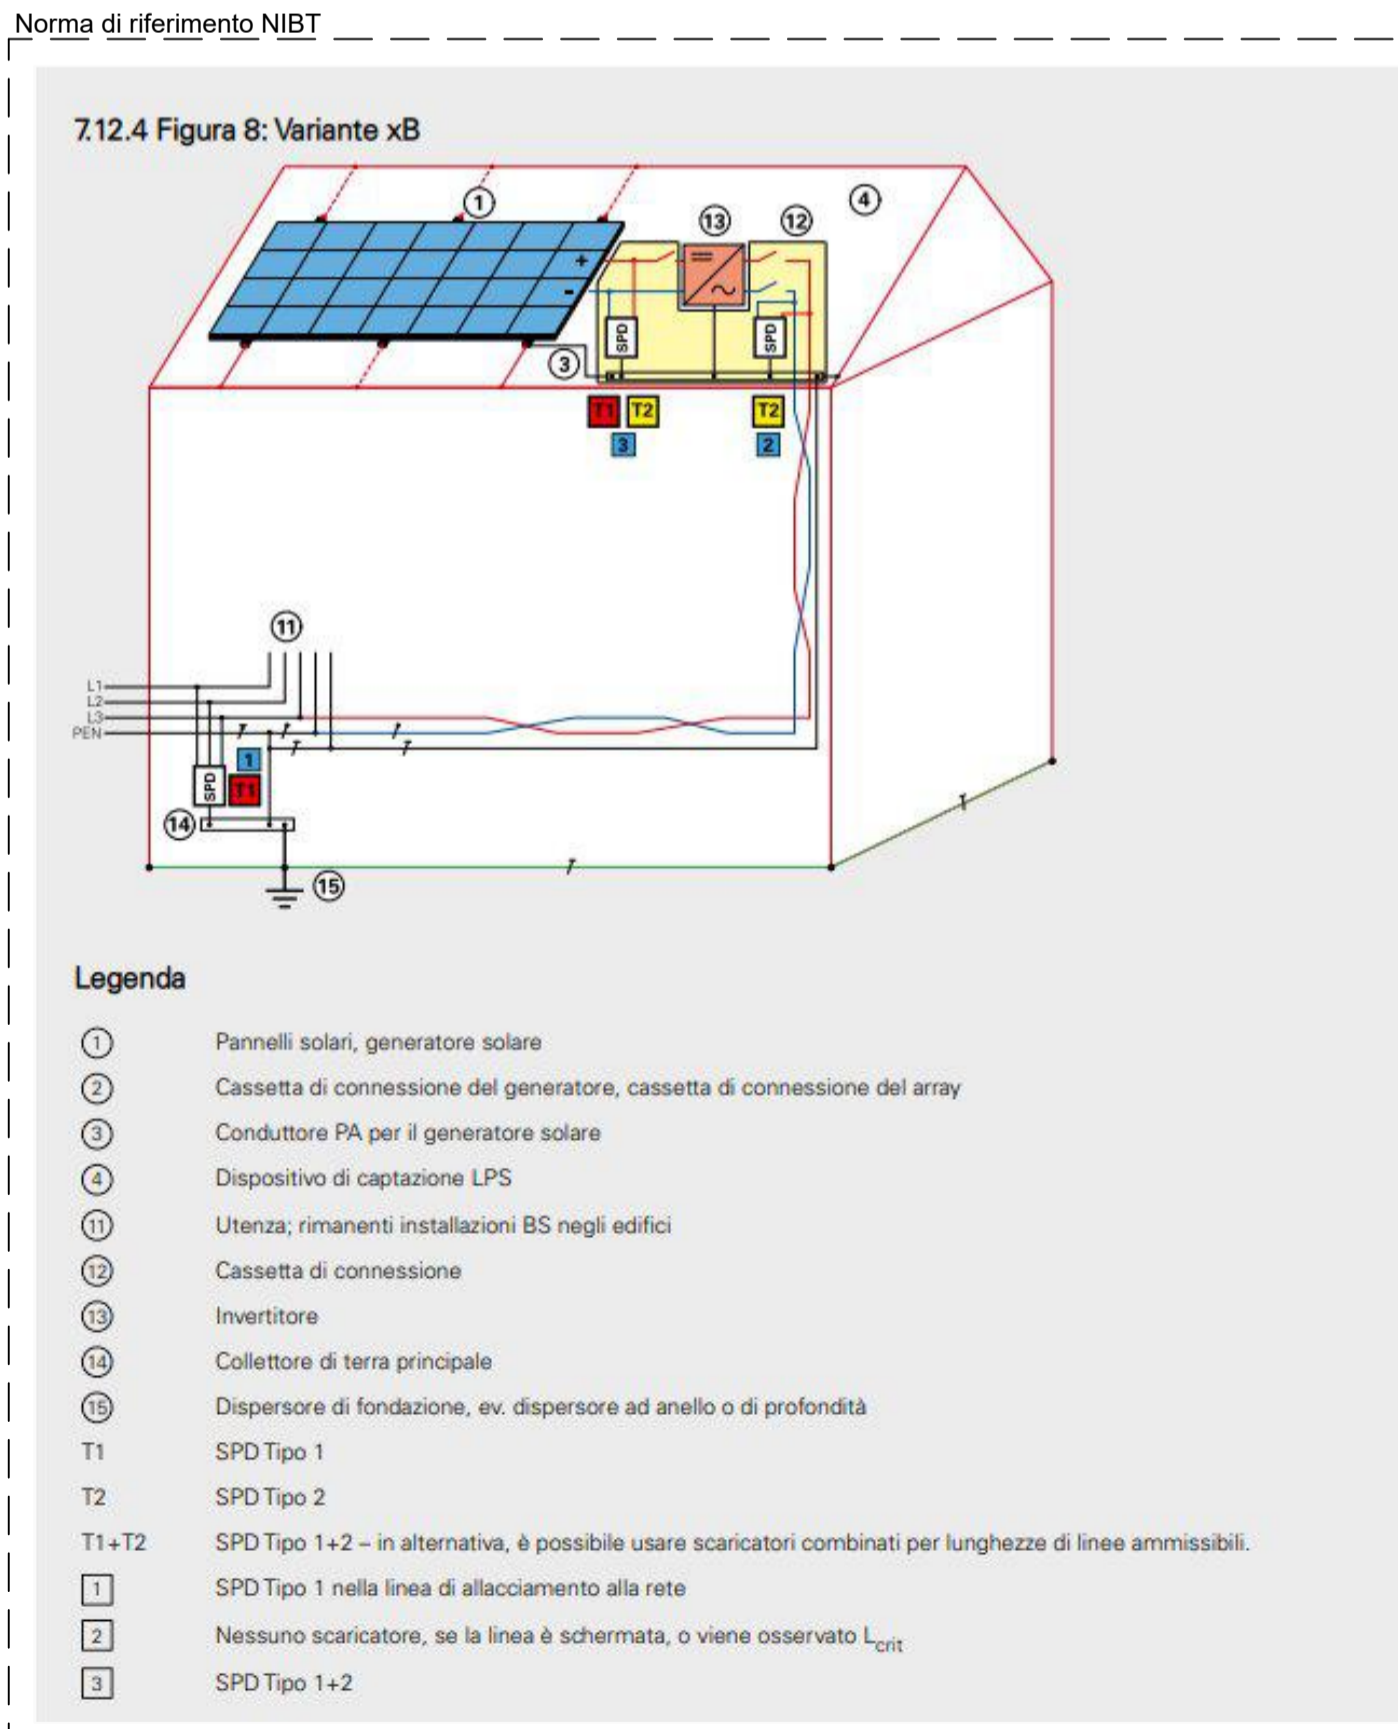 Norma di riferimento NIBT
7.12.4 Figura 8: Variante xB
1
13
12
4
+
-
SPD
SPD
3
T1 T2
T2
3
2
11
L1
L2
L3
PEN
1
SPD
T1
14
15
Legenda
1 Pannelli solari, generatore solare
2 Cassetta di connessione del generatore, cassetta di connessione del array
3 Conduttore PA per il generatore solare
4 Dispositivo di captazione LPS
11 Utenza; rimanenti installazioni BS negli edifici
12 Cassetta di connessione
13 Invertitore
14 Collettore di terra principale
15 Dispersore di fondazione, ev. dispersore ad anello o di profondità
T1 SPD Tipo 1
T2 SPD Tipo 2
T1+T2 SPD Tipo 1+2 – in alternativa, è possibile usare scaricatori combinati per lunghezze di linee ammissibili.
1 SPD Tipo 1 nella linea di allacciamento alla rete
2 Nessuno scaricatore, se la linea è schermata, o viene osservato Lcrit
3 SPD Tipo 1+2